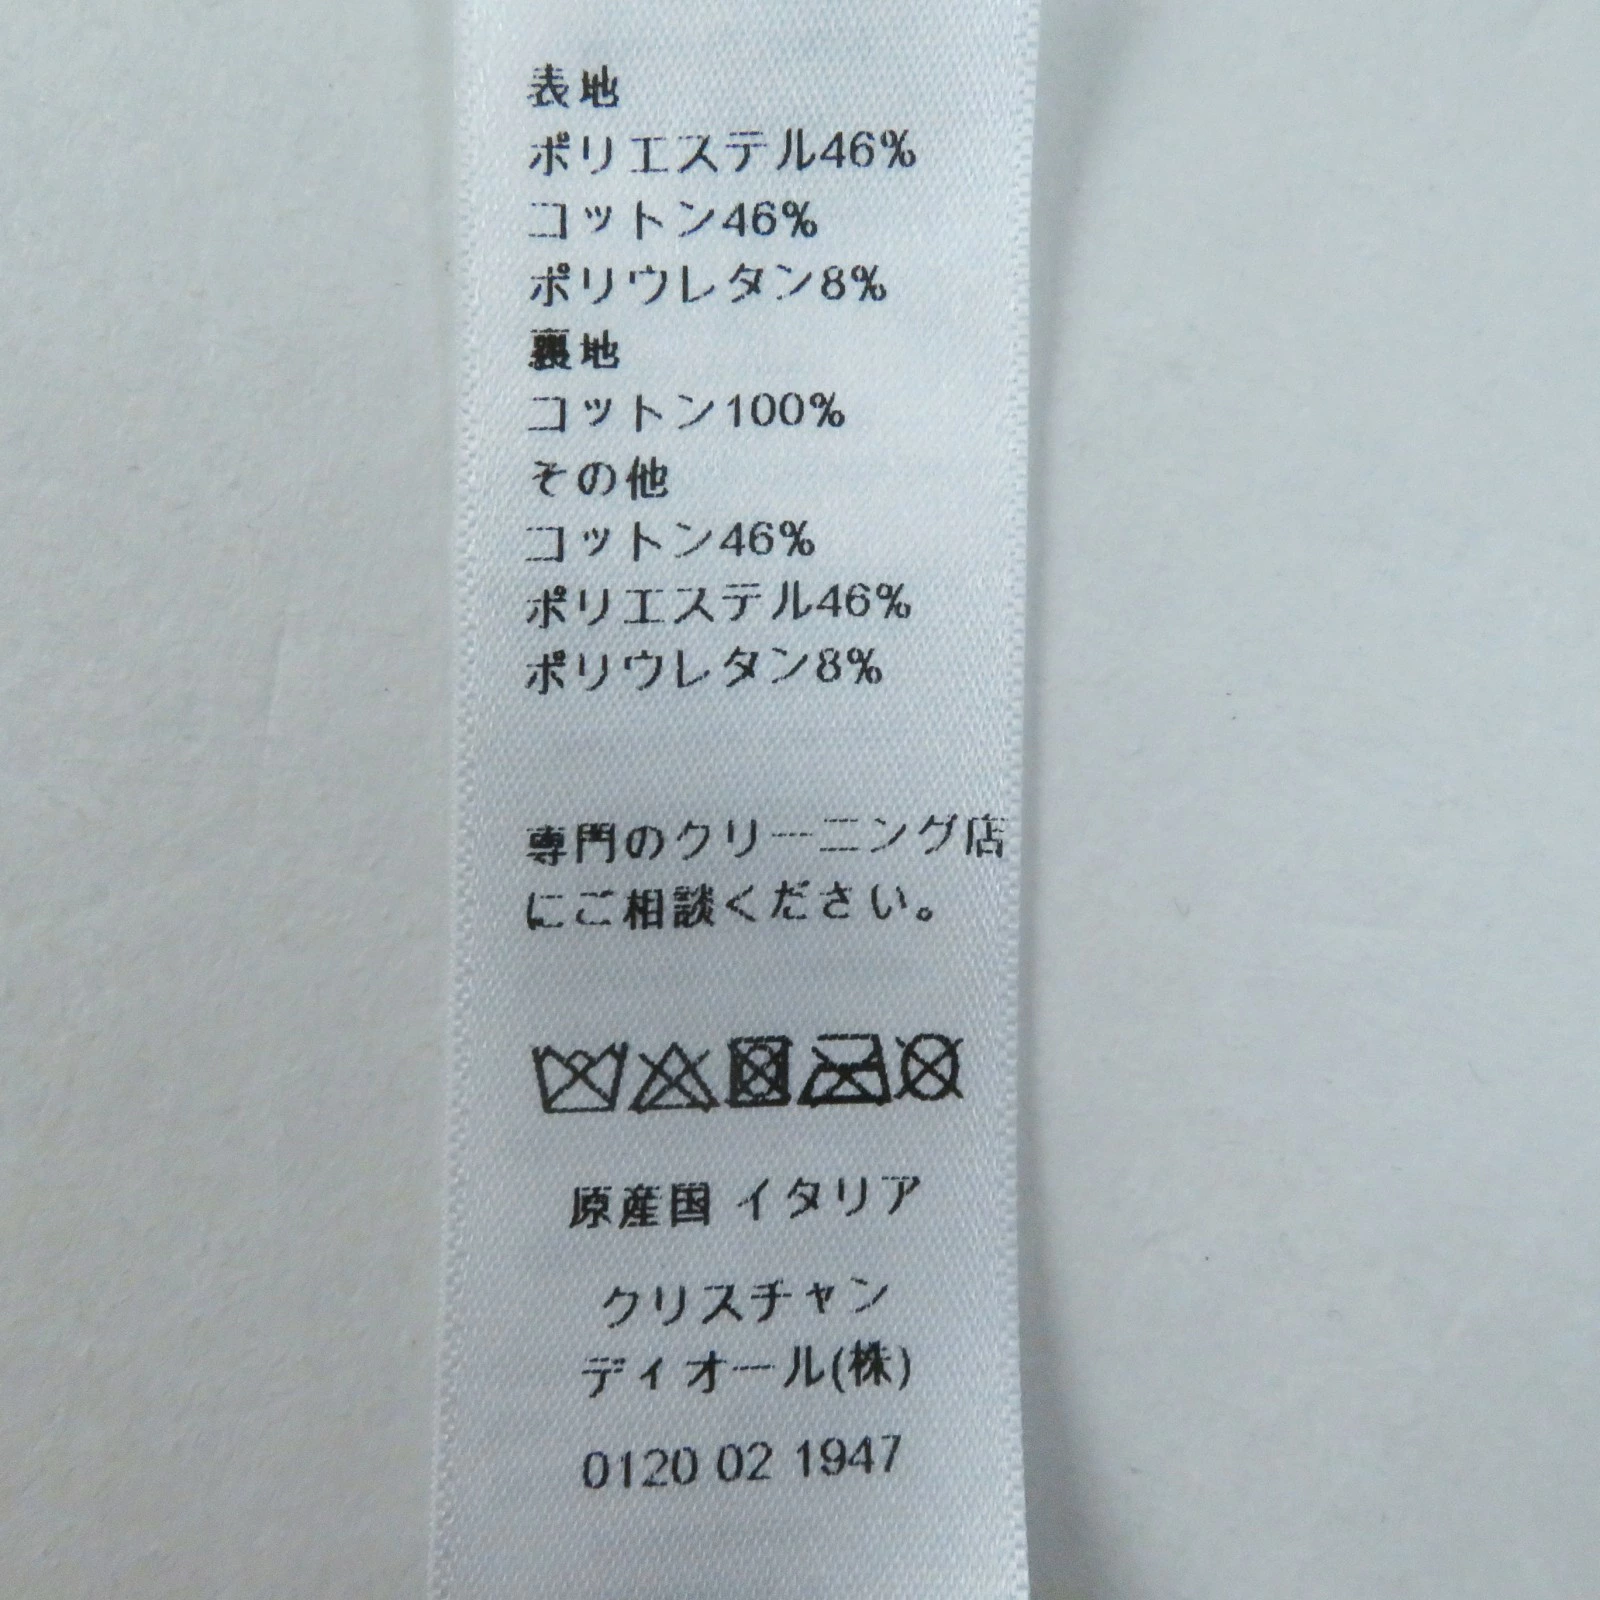 表地
ポリエステル46%
コットン46%
ポリウレタン8%
裏地
コットン100%
その他
コットン46%
ポリエステル46%
ポリウレタン8%
専門のクリーニング店
にご相談ください。
原産国 イタリア
クリスチャン
ディオール(株)
0120 02 1947